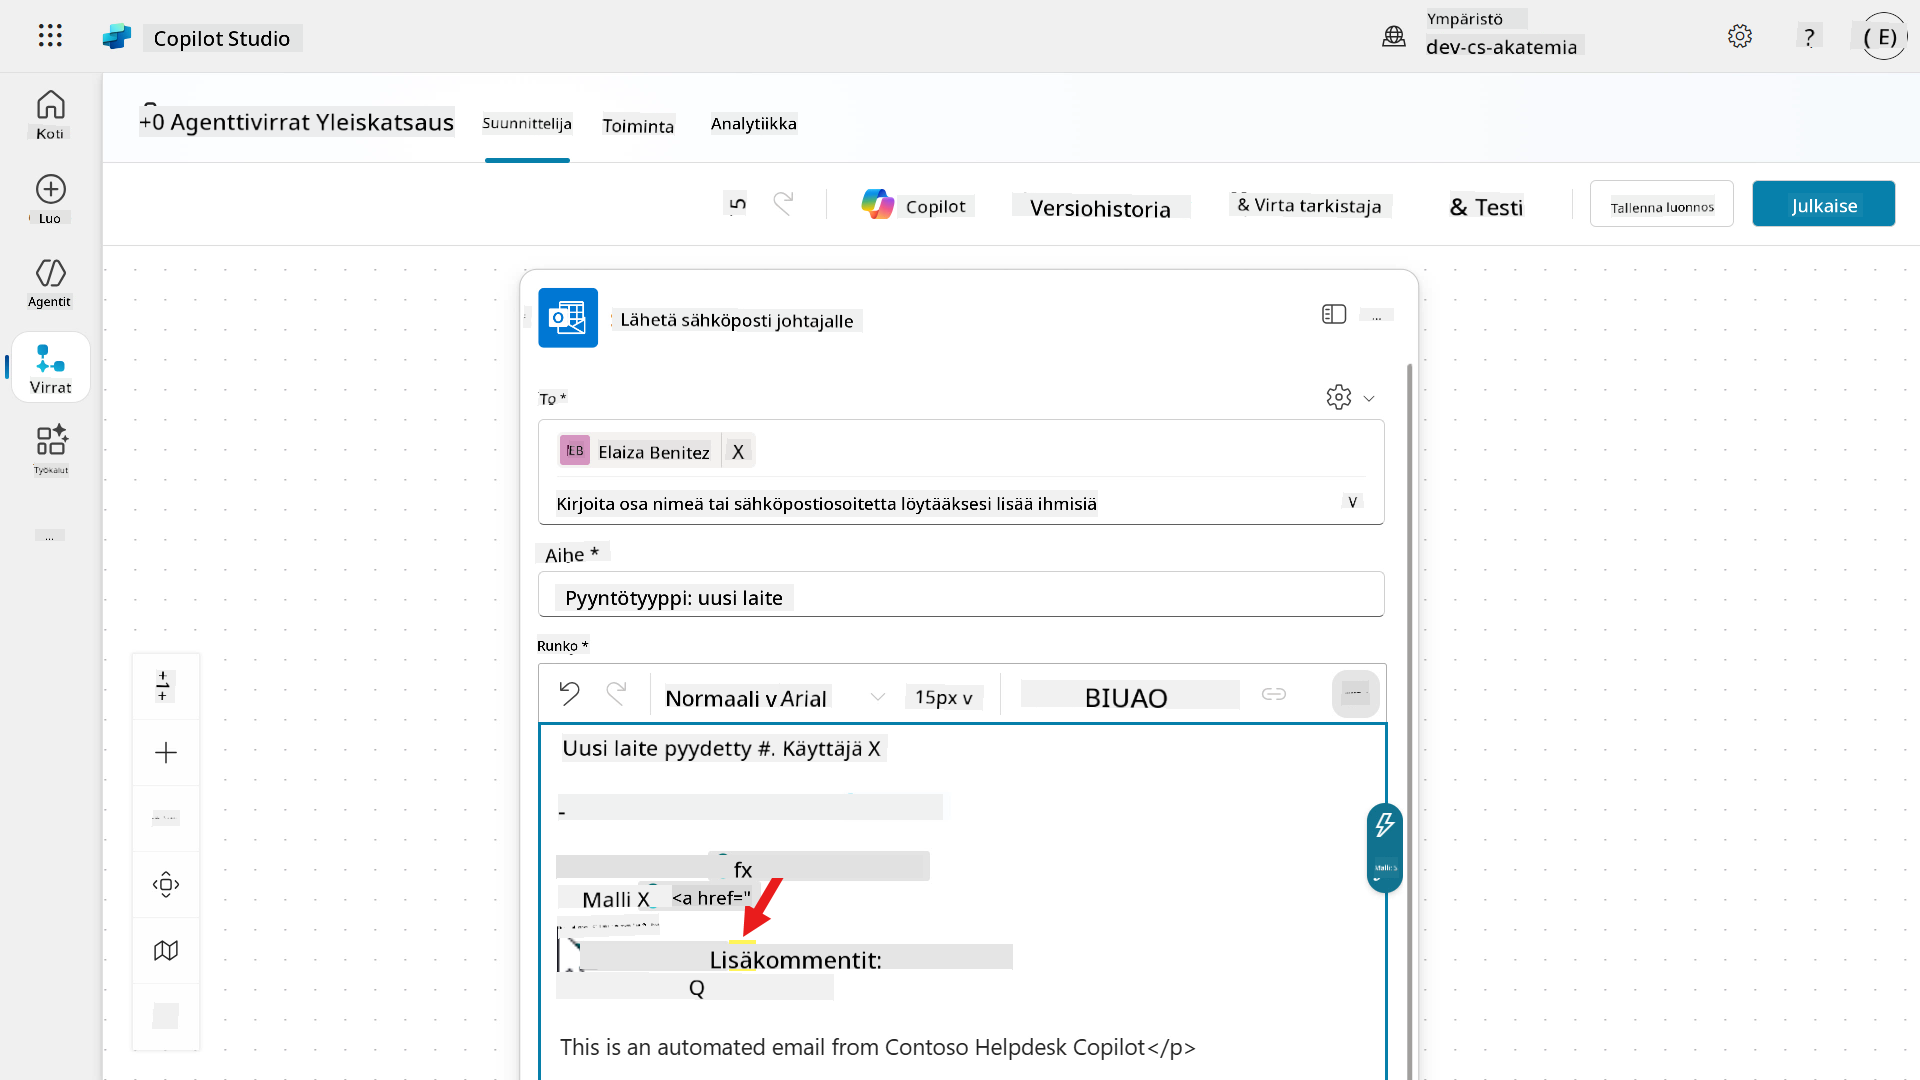 Copilot Studio
Ympäristö
dev-cs-akatemia
?
( E)
Koti
Luo
Agentit
Virrat
Työkalut
...
+0 Agenttivirrat Yleiskatsaus
Suunnittelija
Toiminta
Analytiikka
Copilot
Versiohistoria
& Virta tarkistaja
& Testi
Tallenna luonnos
Julkaise
Lähetä sähköposti johtajalle
...
To *
EB
Elaiza Benitez
X
Kirjoita osa nimeä tai sähköpostiosoitetta löytääksesi lisää ihmisiä
V
Aihe *
Pyyntötyyppi: uusi laite
Runko *
Normaali v Arial
15px v
BIUAO
Uusi laite pyydetty #. Käyttäjä X
-
fx
Malli X
<a href="
Lisäkommentit:
Q
This is an automated email from Contoso Helpdesk Copilot</p>